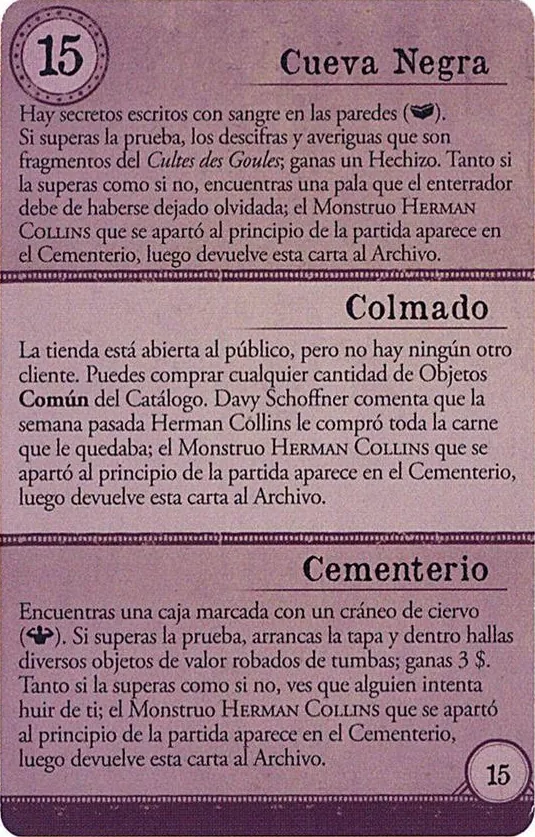 15
Cueva Negra
Hay secretos escritos con sangre en las paredes ( ).
Si superas la prueba, los descifras y averiguas que son
fragmentos del Cultes des Goules; ganas un Hechizo. Tanto si
la superas como si no, encuentras una pala que el enterrador
debe de haberse dejado olvidada; el Monstruo HERMAN
COLLINS que se apartó al principio de la partida aparece en
el Cementerio, luego devuelve esta carta al Archivo.
Colmado
La tienda está abierta al público, pero no hay ningún otro
cliente. Puedes comprar cualquier cantidad de Objetos
Común del Catálogo. Davy Schoffner comenta que la
semana pasada Herman Collins le compró toda la carne
que le quedaba; el Monstruo HERMAN COLLINS que se
apartó al principio de la partida aparece en el Cementerio,
luego devuelve esta carta al Archivo.
Cementerio
Encuentras una caja marcada con un cráneo de ciervo
( ). Si superas la prueba, arrancas la tapa y dentro hallas
diversos objetos de valor robados de tumbas; ganas 3 $.
Tanto si la superas como si no, ves que alguien intenta
huir de ti; el Monstruo HERMAN COLLINS que se apartó
al principio de la partida aparece en el Cementerio,
luego devuelve esta carta al Archivo.
15